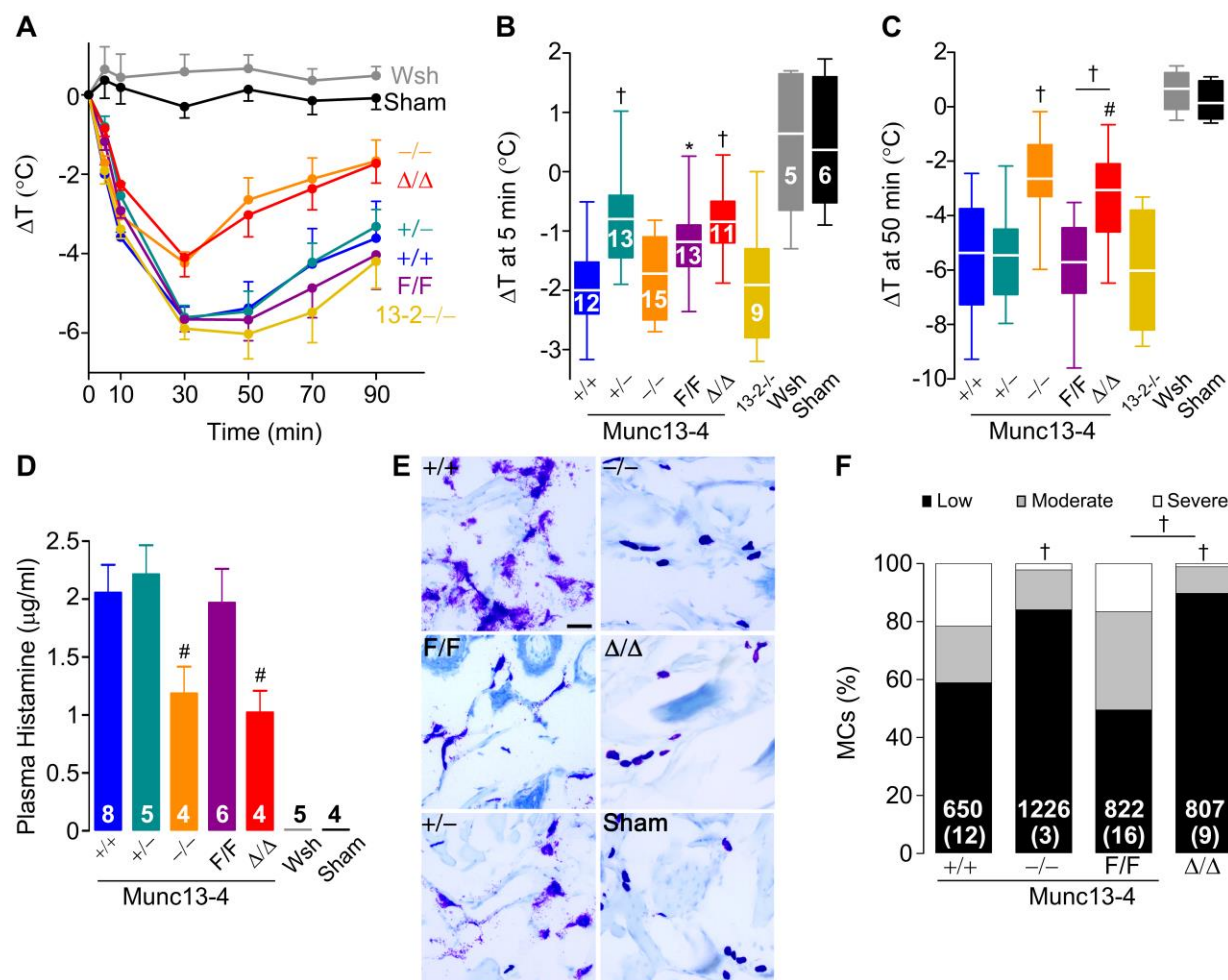 A
0
-2
-4
-6
ΔT (°C)
0
10
30
50
70
90
Time (min)
Wsh
Sham
−/−
Δ/Δ
+/−
+/+
F/F
13-2−/−
B
2
1
0
-1
-2
-3
ΔT at 5 min (°C)
†
*
†
12
13
15
13
11
9
5
6
+/+
+/−
−/−
F/F
Δ/Δ
13-2-/-
Wsh
Sham
Munc13-4
C
2
0
-2
-4
-6
-8
-10
ΔT at 50 min (°C)
†
†
#
+/+
+/−
−/−
F/F
Δ/Δ
13-2-/-
Wsh
Sham
Munc13-4
D
2.5
2
1.5
1
0.5
0
Plasma Histamine (µg/ml)
#
#
8
5
4
6
4
5
4
+/+
+/−
−/−
F/F
Δ/Δ
Wsh
Sham
Munc13-4
E
+/+
−/−
F/F
Δ/Δ
+/−
Sham
F
Low Moderate Severe
†
†
†
100
80
60
40
20
0
MCs (%)
650
(12)
1226
(3)
822
(16)
807
(9)
+/+
−/−
F/F
Δ/Δ
Munc13-4